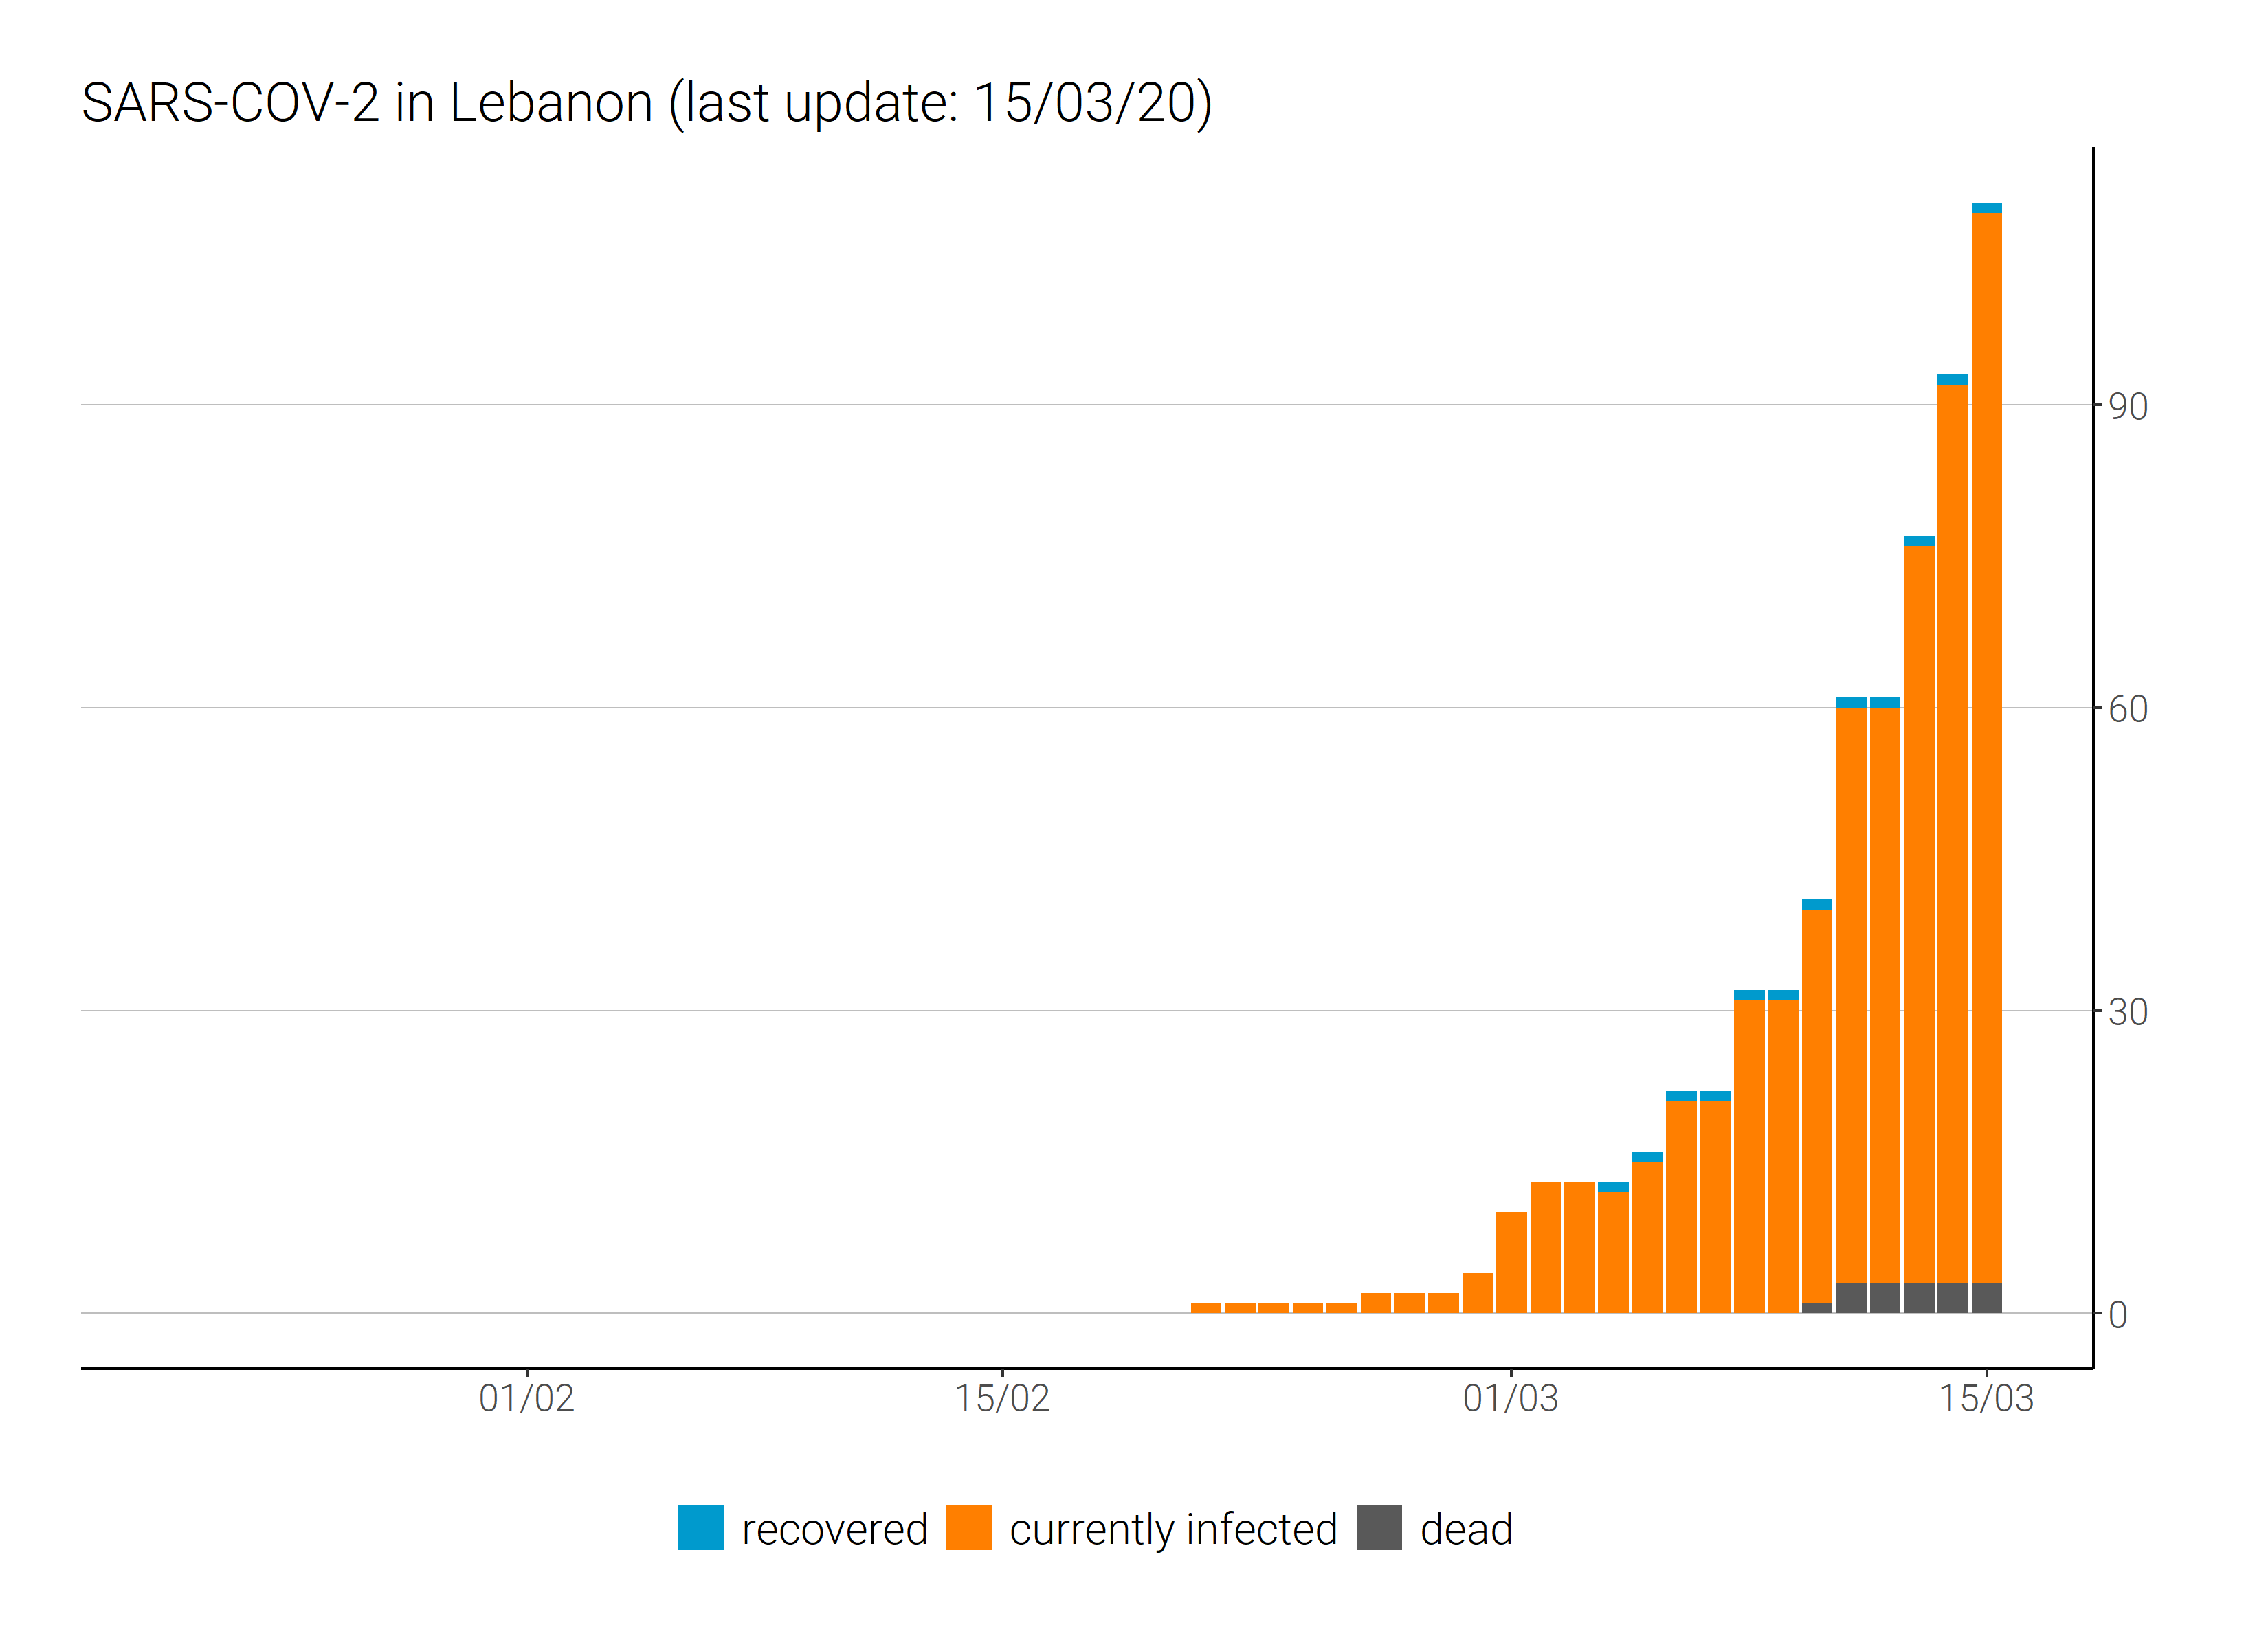 SARS-COV-2 in Lebanon (last update: 15/03/20)
90
60
30
0
01/02 15/02 01/03 15/03
recovered currently infected dead